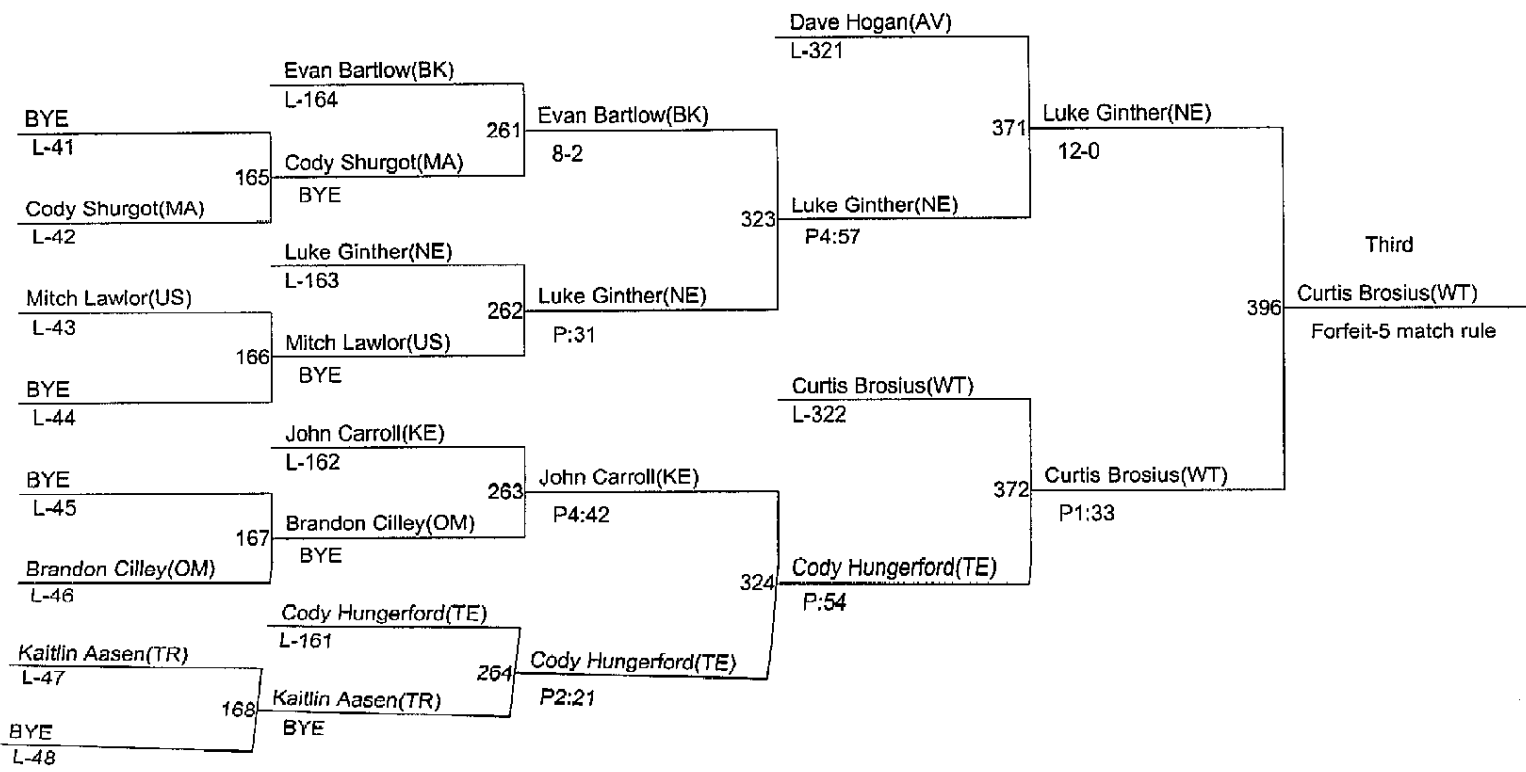 Dave Hogan(AV)
L-321
Evan Bartlow(BK)
L-164
BYE
L-41
261
Evan Bartlow(BK)
8-2
371
Luke Ginther(NE)
12-0
165
Cody Shurgot(MA)
BYE
Cody Shurgot(MA)
L-42
323
Luke Ginther(NE)
P4:57
Luke Ginther(NE)
L-163
Third
Mitch Lawlor(US)
L-43
262
Luke Ginther(NE)
P:31
396
Curtis Brosius(WT)
Forfeit-5 match rule
166
Mitch Lawlor(US)
BYE
BYE
L-44
Curtis Brosius(WT)
L-322
John Carroll(KE)
L-162
BYE
L-45
263
John Carroll(KE)
P4:42
372
Curtis Brosius(WT)
P1:33
167
Brandon Cilley(OM)
BYE
Brandon Cilley(OM)
L-46
324
Cody Hungerford(TE)
P:54
Cody Hungerford(TE)
L-161
Kaitlin Aasen(TR)
L-47
264
Cody Hungerford(TE)
P2:21
168
Kaitlin Aasen(TR)
BYE
BYE
L-48